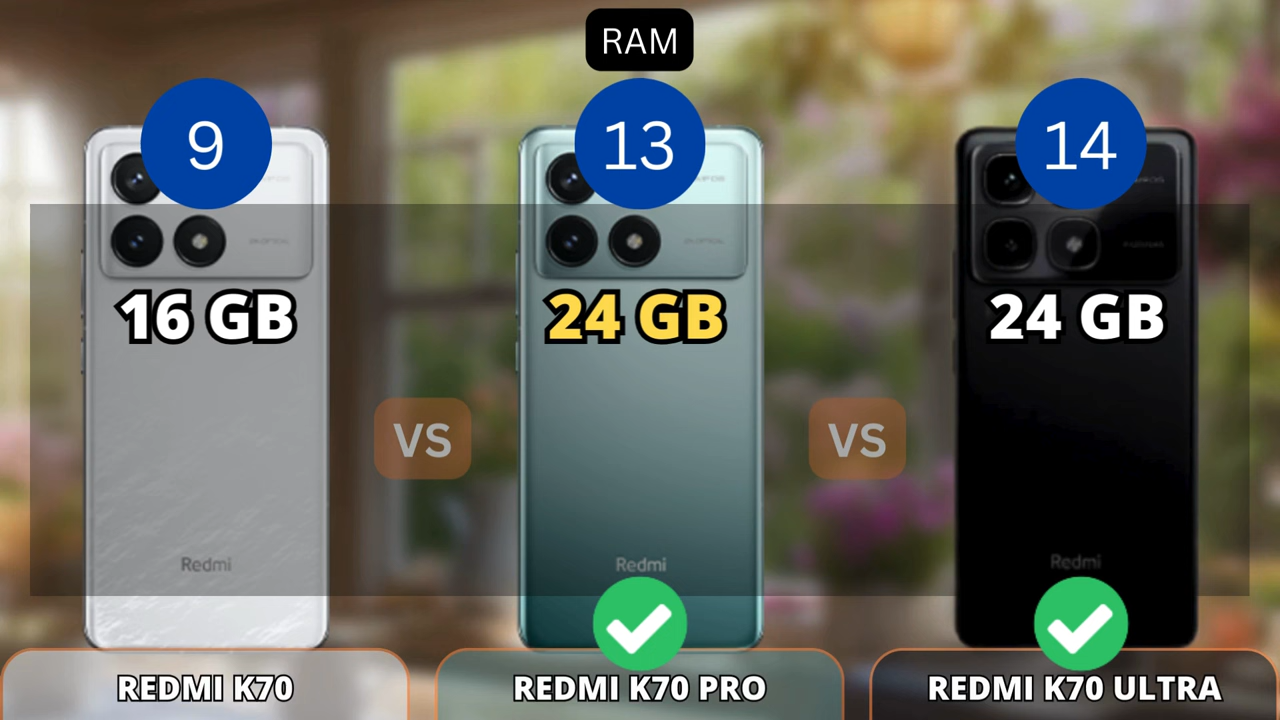 RAM
9
13
14
16 GB
24 GB
24 GB
VS
VS
Redmi
Redmi
Redmi
REDMI K70
REDMI K70 PRO
REDMI K70 ULTRA